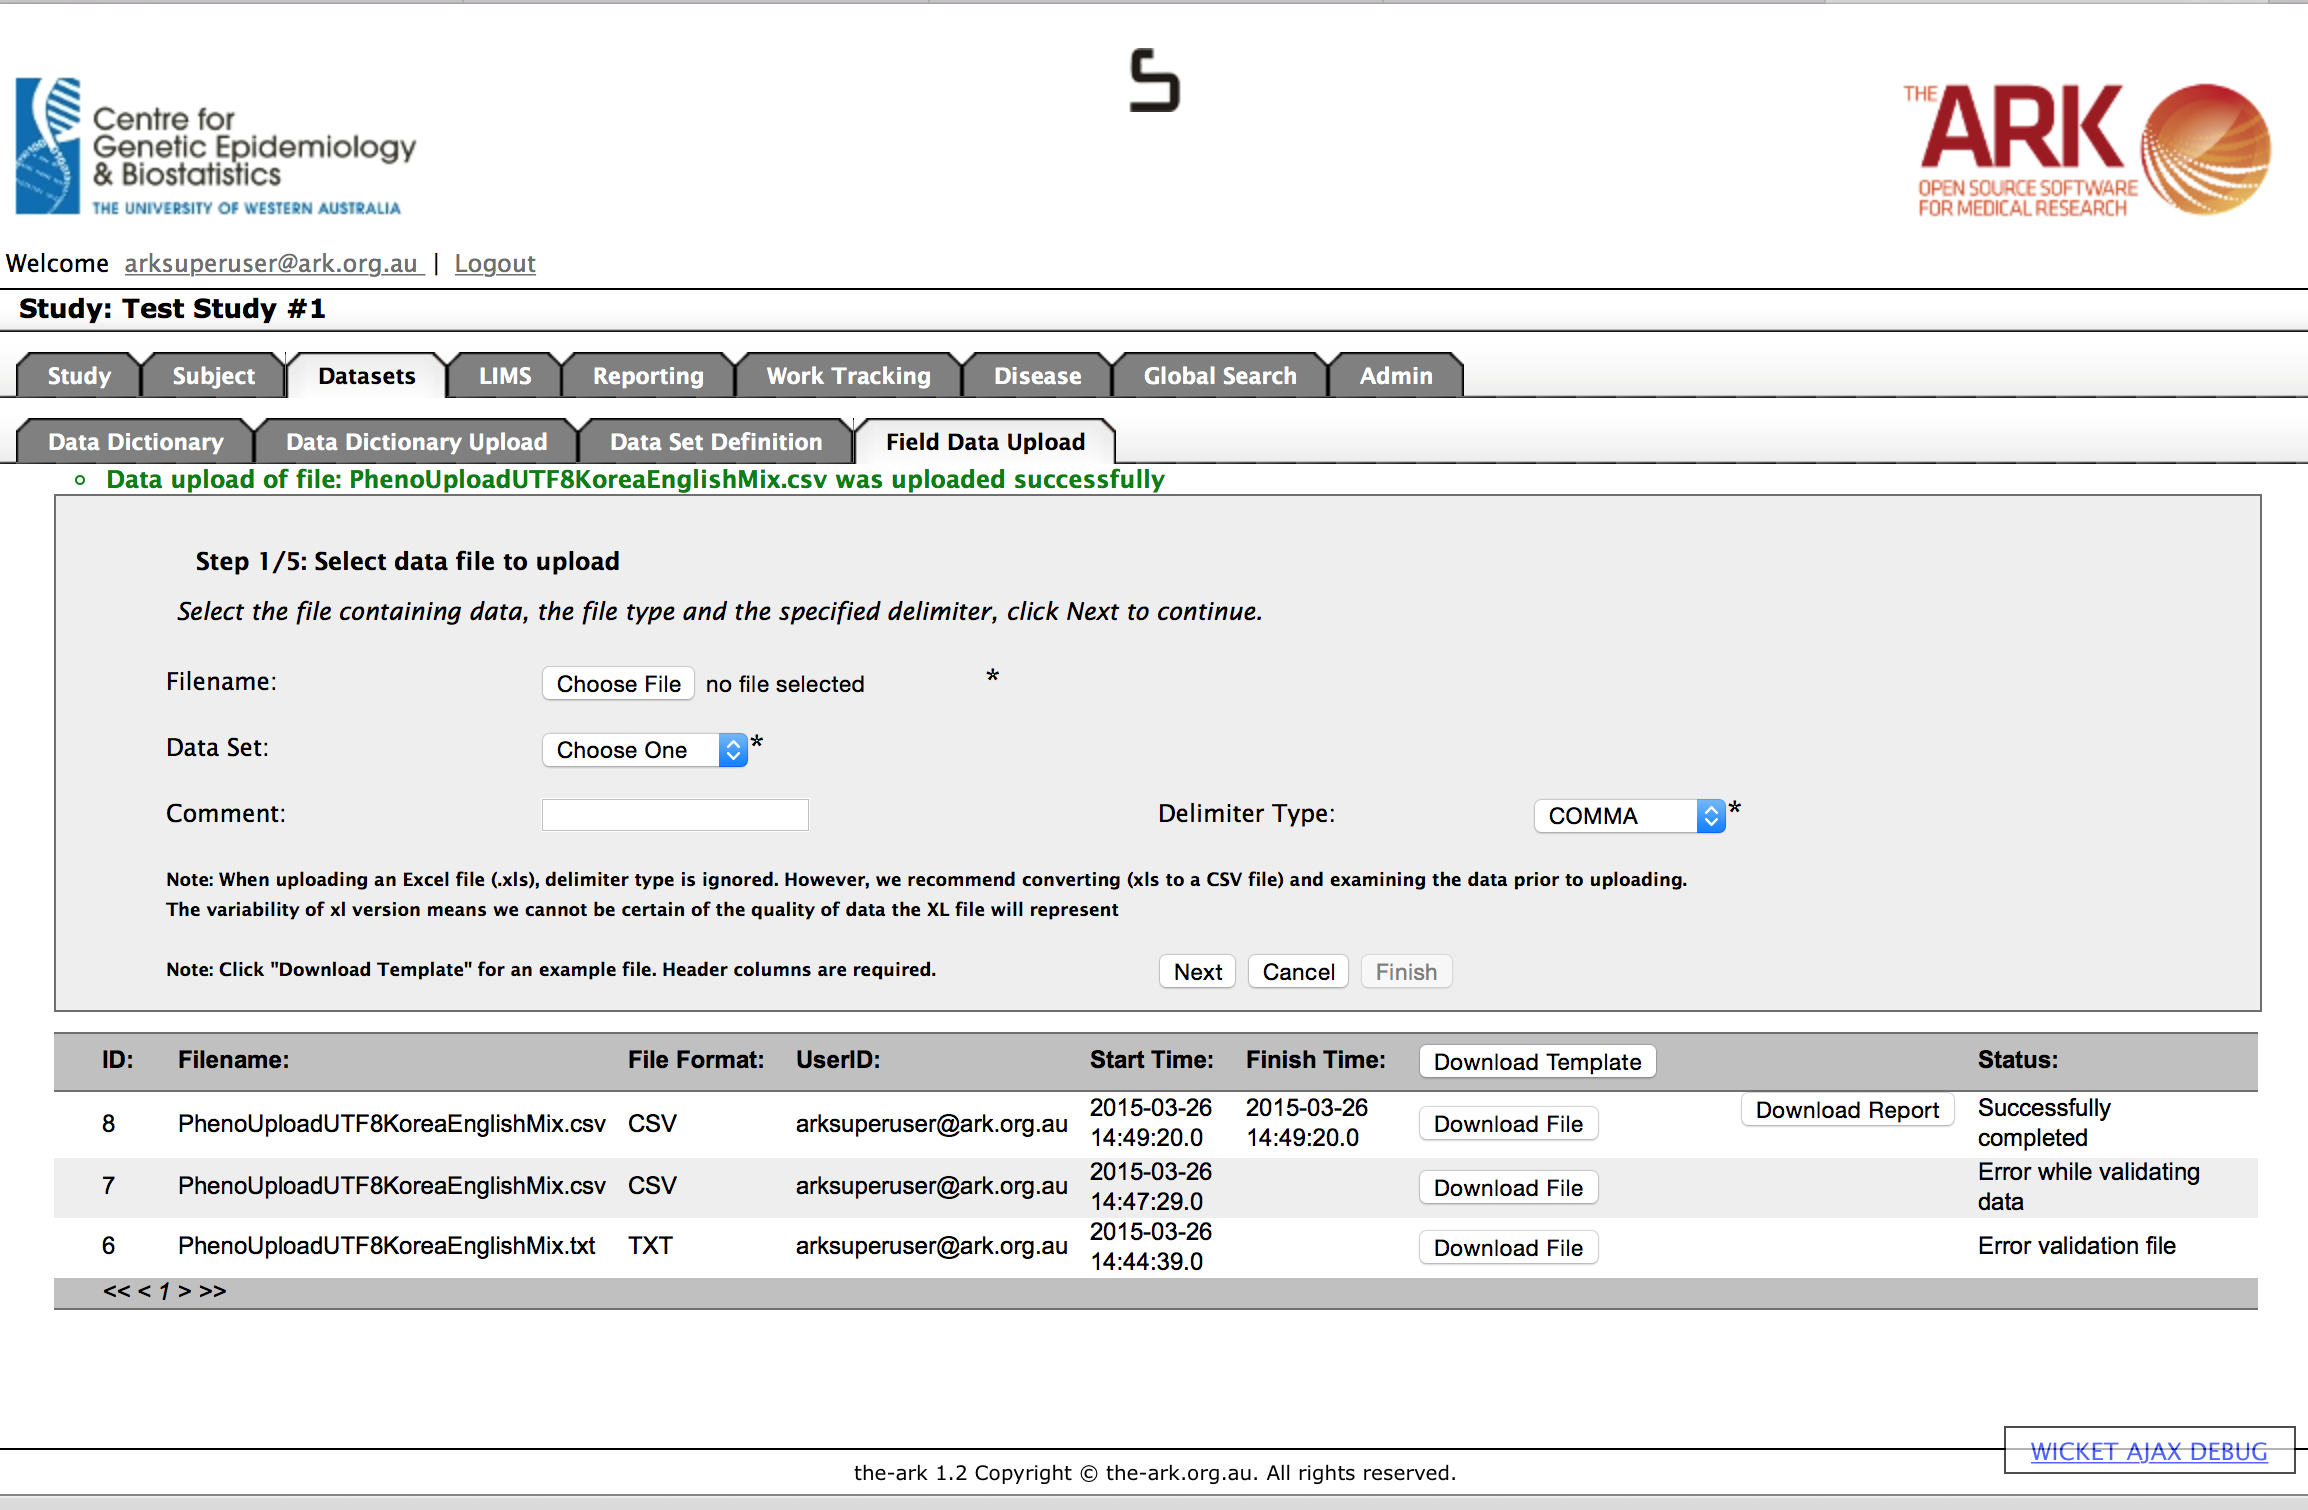 S
Centre for
Genetic Epidemiology
& Biostatistics
THE UNIVERSITY OF WESTERN AUSTRALIA
THE ARK
OPEN SOURCE SOFTWARE
FOR MEDICAL RESEARCH
Welcome arksuperuser@ark.org.au | Logout
Study: Test Study #1
Study Subject Datasets LIMS Reporting Work Tracking Disease Global Search Admin
Data Dictionary Data Dictionary Upload Data Set Definition Field Data Upload
Data upload of file: PhenoUploadUTF8KoreaEnglishMix.csv was uploaded successfully
Step 1/5: Select data file to upload
Select the file containing data, the file type and the specified delimiter, click Next to continue.
Filename: Choose File no file selected *
Data Set: Choose One *
Comment: Delimiter Type: COMMA *
Note: When uploading an Excel file (.xls), delimiter type is ignored. However, we recommend converting (xls to a CSV file) and examining the data prior to uploading.
The variability of xl version means we cannot be certain of the quality of data the XL file will represent
Note: Click "Download Template" for an example file. Header columns are required. Next Cancel Finish
ID: Filename: File Format: UserID: Start Time: Finish Time: Download Template Status:
8 PhenoUploadUTF8KoreaEnglishMix.csv CSV arksuperuser@ark.org.au 2015-03-26 2015-03-26 Download File Download Report Successfully
14:49:20.0 14:49:20.0 completed
7 PhenoUploadUTF8KoreaEnglishMix.csv CSV arksuperuser@ark.org.au 2015-03-26 Download File Error while validating
14:47:29.0 data
6 PhenoUploadUTF8KoreaEnglishMix.txt TXT arksuperuser@ark.org.au 2015-03-26 Download File Error validation file
14:44:39.0
<< < 1 > >>
WICKET AJAX DEBUG
the-ark 1.2 Copyright © the-ark.org.au. All rights reserved.